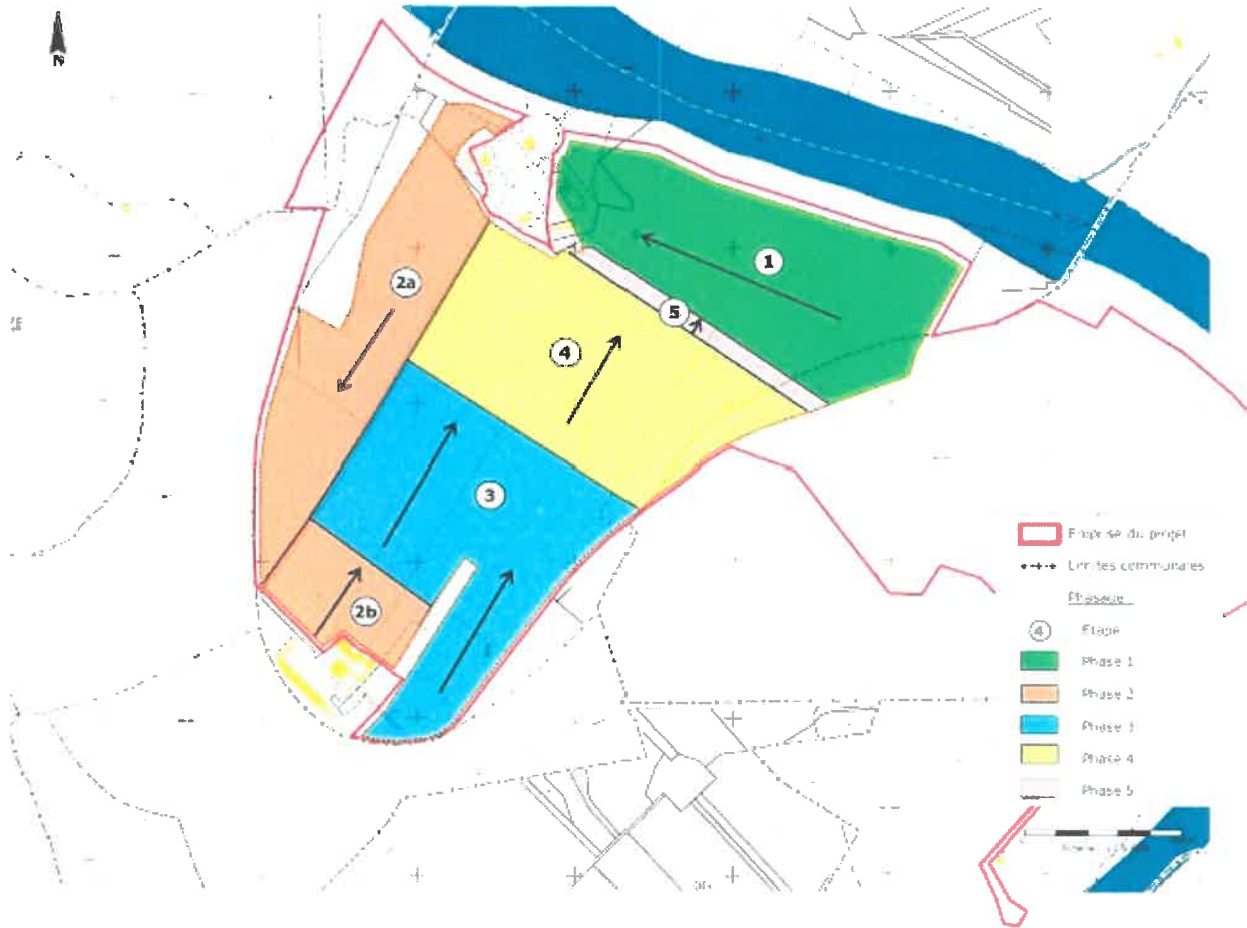 N
1
2a
5
4
3
2b
Emprise du projet
Limites communales
Phasage
4 Etape
Phase 1
Phase 2
Phase 3
Phase 4
Phase 5